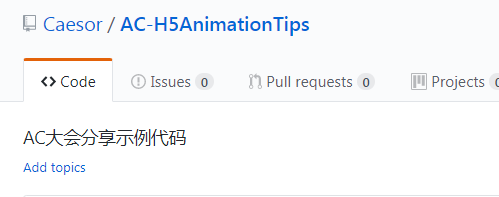 Caesor / AC-H5AnimationTips
Code Issues 0 Pull requests 0 Projects
AC大会分享示例代码
Add topics